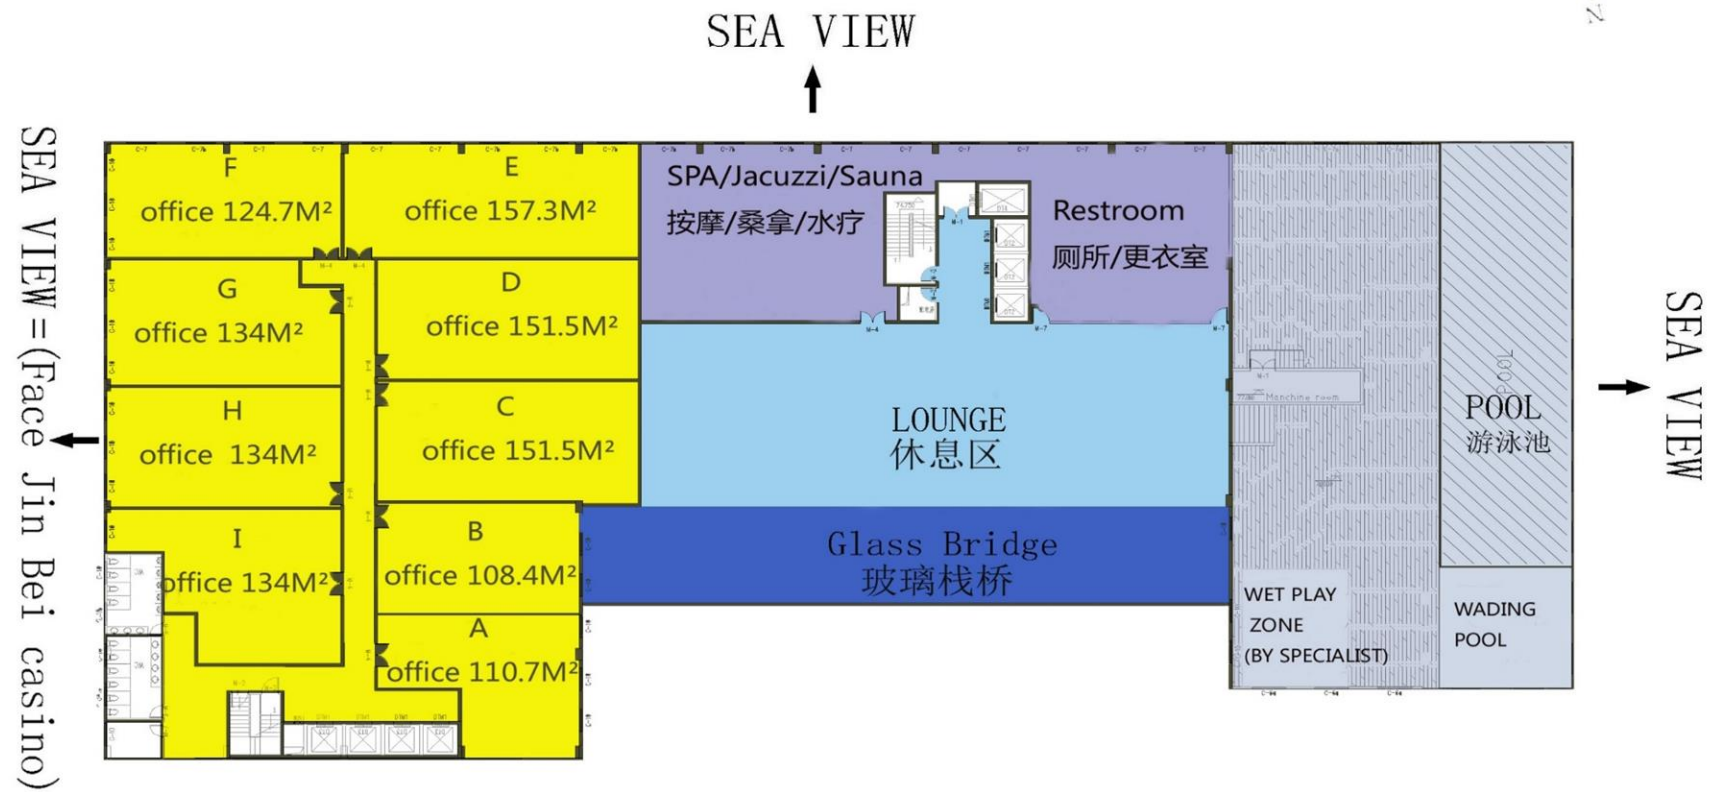 SEA VIEW
SEA VIEW=(Face Jin Bei casino)
F
office 124.7M²
E
office 157.3M²
SPA/Jacuzzi/Sauna
按摩/桑拿/水疗
Restroom
厕所/更衣室
G
office 134M²
D
office 151.5M²
H
office 134M²
C
office 151.5M²
LOUNGE
休息区
POOL
POOL
游泳池
Manchine room
SEA VIEW
I
office 134M²
B
office 108.4M²
Glass Bridge
玻璃栈桥
A
office 110.7M²
WET PLAY
ZONE
(BY SPECIALIST)
WADING
POOL